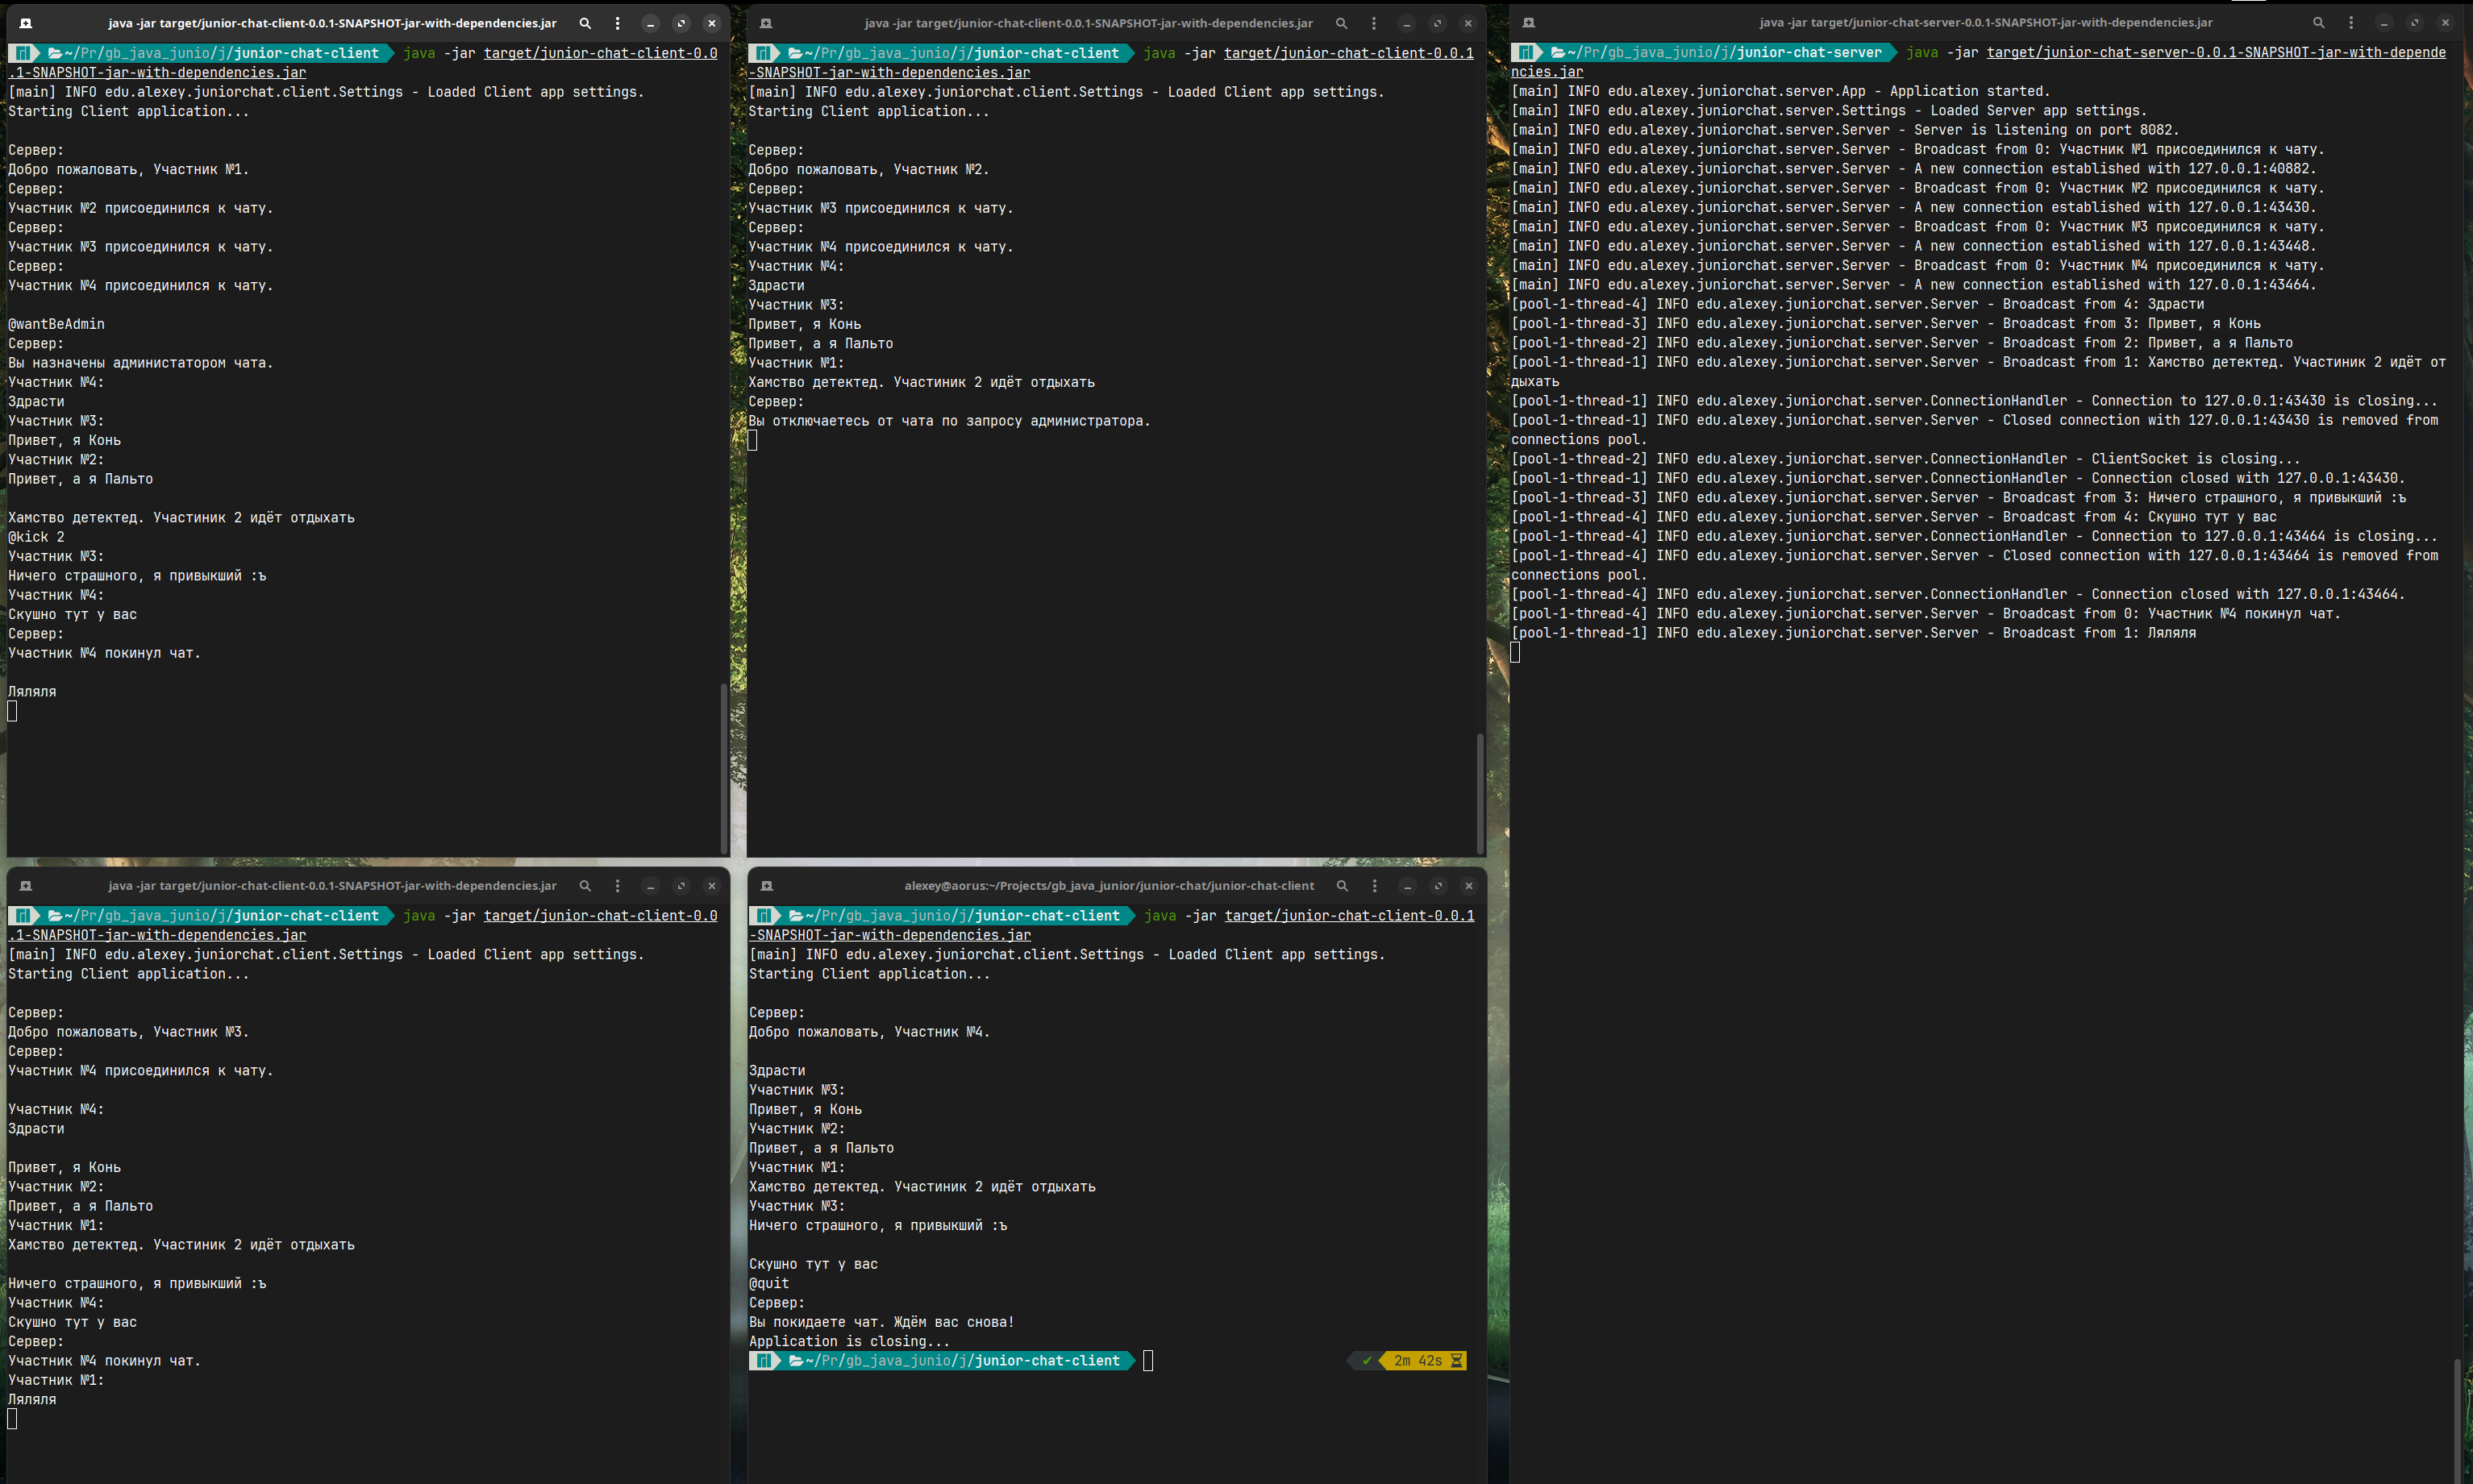 java -jar target/junior-chat-client-0.0.1-SNAPSHOT-jar-with-dependencies.jar
~/Pr/gb_java_junio/j/junior-chat-client java -jar target/junior-chat-client-0.0
.1-SNAPSHOT-jar-with-dependencies.jar
[main] INFO edu.alexey.juniorchat.client.Settings - Loaded Client app settings.
Starting Client application...
Сервер:
Добро пожаловать, Участник №1.
Сервер:
Участник №2 присоединился к чату.
Сервер:
Участник №3 присоединился к чату.
Сервер:
Участник №4 присоединился к чату.
@wantBeAdmin
Сервер:
Вы назначены администатором чата.
Участник №4:
Здрасти
Участник №3:
Привет, я Конь
Участник №2:
Привет, а я Пальто
Хамство детектед. Участиник 2 идёт отдыхать
@kick 2
Участник №3:
Ничего страшного, я привыкший :ъ
Участник №4:
Скушно тут у вас
Сервер:
Участник №4 покинул чат.
Ляляля
java -jar target/junior-chat-client-0.0.1-SNAPSHOT-jar-with-dependencies.jar
~/Pr/gb_java_junio/j/junior-chat-client java -jar target/junior-chat-client-0.0.1
-SNAPSHOT-jar-with-dependencies.jar
[main] INFO edu.alexey.juniorchat.client.Settings - Loaded Client app settings.
Starting Client application...
Сервер:
Добро пожаловать, Участник №2.
Сервер:
Участник №3 присоединился к чату.
Сервер:
Участник №4 присоединился к чату.
Участник №4:
Здрасти
Участник №3:
Привет, я Конь
Привет, а я Пальто
Участник №1:
Хамство детектед. Участиник 2 идёт отдыхать
Сервер:
Вы отключаетесь от чата по запросу администратора.
java -jar target/junior-chat-server-0.0.1-SNAPSHOT-jar-with-dependencies.jar
~/Pr/gb_java_junio/j/junior-chat-server java -jar target/junior-chat-server-0.0.1-SNAPSHOT-jar-with-depende
ncies.jar
[main] INFO edu.alexey.juniorchat.server.App - Application started.
[main] INFO edu.alexey.juniorchat.server.Settings - Loaded Server app settings.
[main] INFO edu.alexey.juniorchat.server.Server - Server is listening on port 8082.
[main] INFO edu.alexey.juniorchat.server.Server - Broadcast from 0: Участник №1 присоединился к чату.
[main] INFO edu.alexey.juniorchat.server.Server - A new connection established with 127.0.0.1:40882.
[main] INFO edu.alexey.juniorchat.server.Server - Broadcast from 0: Участник №2 присоединился к чату.
[main] INFO edu.alexey.juniorchat.server.Server - A new connection established with 127.0.0.1:43430.
[main] INFO edu.alexey.juniorchat.server.Server - Broadcast from 0: Участник №3 присоединился к чату.
[main] INFO edu.alexey.juniorchat.server.Server - A new connection established with 127.0.0.1:43448.
[main] INFO edu.alexey.juniorchat.server.Server - Broadcast from 0: Участник №4 присоединился к чату.
[main] INFO edu.alexey.juniorchat.server.Server - A new connection established with 127.0.0.1:43464.
[pool-1-thread-4] INFO edu.alexey.juniorchat.server.Server - Broadcast from 4: Здрасти
[pool-1-thread-3] INFO edu.alexey.juniorchat.server.Server - Broadcast from 3: Привет, я Конь
[pool-1-thread-2] INFO edu.alexey.juniorchat.server.Server - Broadcast from 2: Привет, а я Пальто
[pool-1-thread-1] INFO edu.alexey.juniorchat.server.Server - Broadcast from 1: Хамство детектед. Участиник 2 идёт от
дыхать
[pool-1-thread-1] INFO edu.alexey.juniorchat.server.ConnectionHandler - Connection to 127.0.0.1:43430 is closing...
[pool-1-thread-1] INFO edu.alexey.juniorchat.server.Server - Closed connection with 127.0.0.1:43430 is removed from
connections pool.
[pool-1-thread-2] INFO edu.alexey.juniorchat.server.ConnectionHandler - ClientSocket is closing...
[pool-1-thread-1] INFO edu.alexey.juniorchat.server.ConnectionHandler - Connection closed with 127.0.0.1:43430.
[pool-1-thread-3] INFO edu.alexey.juniorchat.server.Server - Broadcast from 3: Ничего страшного, я привыкший :ъ
[pool-1-thread-4] INFO edu.alexey.juniorchat.server.Server - Broadcast from 4: Скушно тут у вас
[pool-1-thread-4] INFO edu.alexey.juniorchat.server.ConnectionHandler - Connection to 127.0.0.1:43464 is closing...
[pool-1-thread-4] INFO edu.alexey.juniorchat.server.Server - Closed connection with 127.0.0.1:43464 is removed from
connections pool.
[pool-1-thread-4] INFO edu.alexey.juniorchat.server.ConnectionHandler - Connection closed with 127.0.0.1:43464.
[pool-1-thread-4] INFO edu.alexey.juniorchat.server.Server - Broadcast from 0: Участник №4 покинул чат.
[pool-1-thread-1] INFO edu.alexey.juniorchat.server.Server - Broadcast from 1: Ляляля
java -jar target/junior-chat-client-0.0.1-SNAPSHOT-jar-with-dependencies.jar
~/Pr/gb_java_junio/j/junior-chat-client java -jar target/junior-chat-client-0.0
.1-SNAPSHOT-jar-with-dependencies.jar
[main] INFO edu.alexey.juniorchat.client.Settings - Loaded Client app settings.
Starting Client application...
Сервер:
Добро пожаловать, Участник №3.
Сервер:
Участник №4 присоединился к чату.
Участник №4:
Здрасти
Привет, я Конь
Участник №2:
Привет, а я Пальто
Участник №1:
Хамство детектед. Участиник 2 идёт отдыхать
Ничего страшного, я привыкший :ъ
Участник №4:
Скушно тут у вас
Сервер:
Участник №4 покинул чат.
Участник №1:
Ляляля
alexey@aorus:~/Projects/gb_java_junior/junior-chat/junior-chat-client
~/Pr/gb_java_junio/j/junior-chat-client java -jar target/junior-chat-client-0.0.1
-SNAPSHOT-jar-with-dependencies.jar
[main] INFO edu.alexey.juniorchat.client.Settings - Loaded Client app settings.
Starting Client application...
Сервер:
Добро пожаловать, Участник №4.
Здрасти
Участник №3:
Привет, я Конь
Участник №2:
Привет, а я Пальто
Участник №1:
Хамство детектед. Участиник 2 идёт отдыхать
Участник №3:
Ничего страшного, я привыкший :ъ
Скушно тут у вас
@quit
Сервер:
Вы покидаете чат. Ждём вас снова!
Application is closing...
~/Pr/gb_java_junio/j/junior-chat-client ✔ 2m 42s